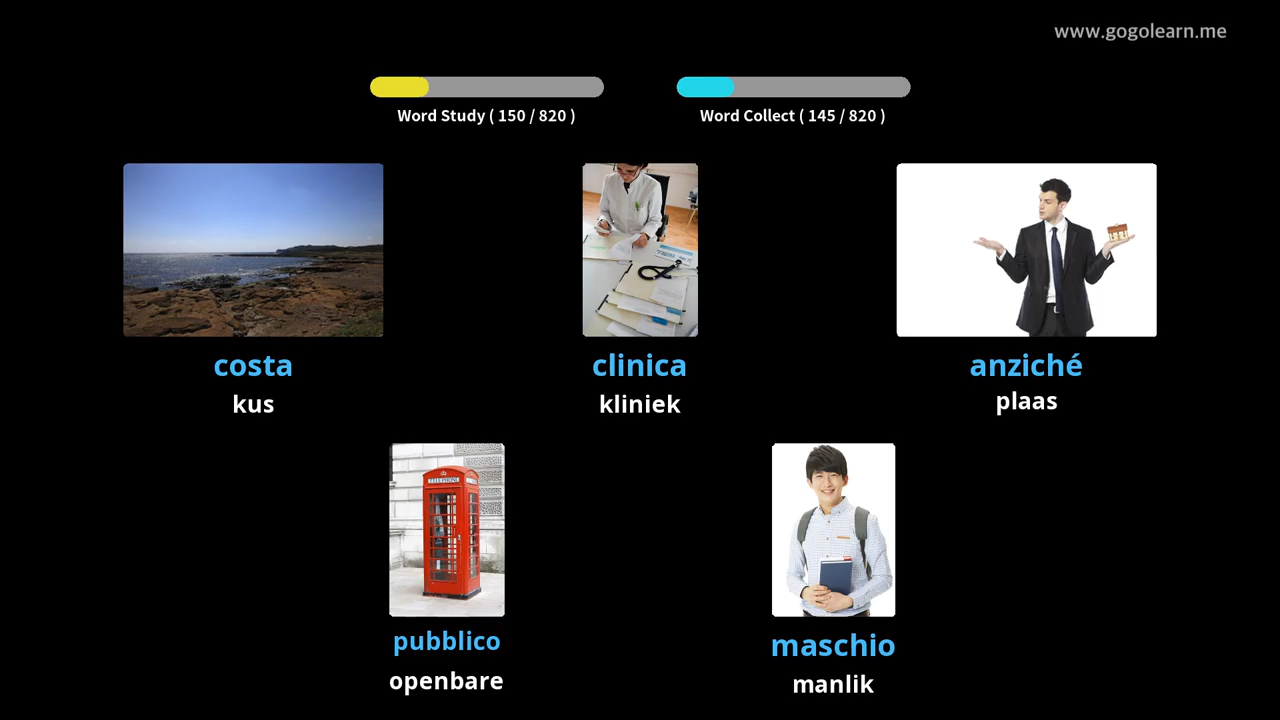 www.gogolearn.me
Word Study ( 150 / 820 )
Word Collect ( 145 / 820 )
costa
kus
clinica
kliniek
anziché
plaas
TELEPHONE
pubblico
openbare
maschio
manlik